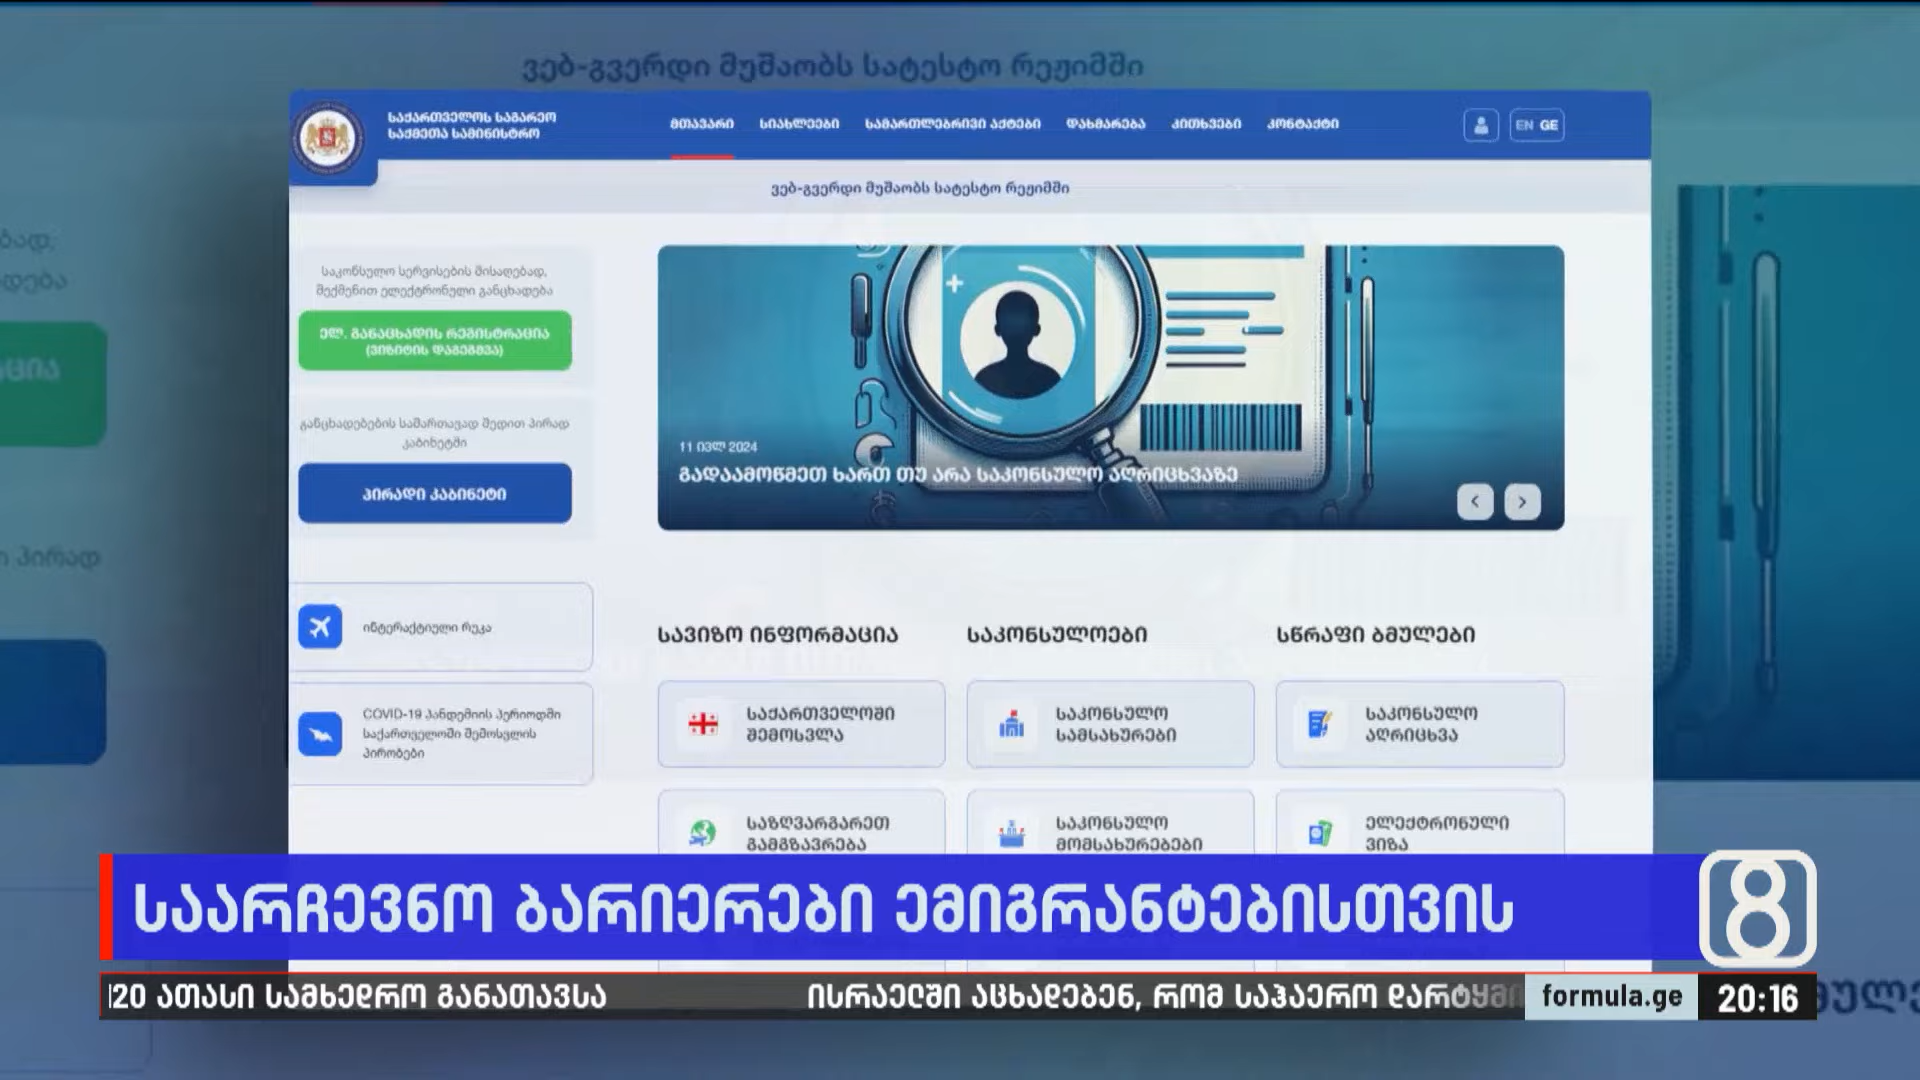 ვებ-გვერდი მუშაობს სატესტო რეჟიმში
საქართველოს საგარეო
საქმეთა სამინისტრო
მთავარი
სიახლეები
სამართლებრივი აქტები
დახმარება
კითხვები
კონტაქტი
EN GE
ვებ-გვერდი მუშაობს სატესტო რეჟიმში
საკონსულო სერვისების მისაღებად,
შექმენით ელექტრონული განცხადება
ელ. განაცხადის რეგისტრაცია
(ვიზიტის დაგეგმვა)
განცხადებების სამართავად შედით პირად
კაბინეტში
პირადი კაბინეტი
11 ივლ 2024
გადაამოწმეთ ხართ თუ არა საკონსულო აღრიცხვაზე
ინტერაქტიული რუკა
COVID-19 პანდემიის პერიოდში
საქართველოში შემოსვლის
პირობები
სავიზო ინფორმაცია
საკონსულოები
სწრაფი ბმულები
საქართველოში
შემოსვლა
საკონსულო
სამსახურები
საკონსულო
აღრიცხვა
საზღვარგარეთ
გამგზავრება
საკონსულო
მომსახურებები
ელექტრონული
ვიზა
საარჩევნო ბარიერები ემიგრანტებისთვის
8
20 ათასი სამხედრო განათავსა
ისრაელში აცხადებენ, რომ საჰაერო დარტყმი
formula.ge
20:16